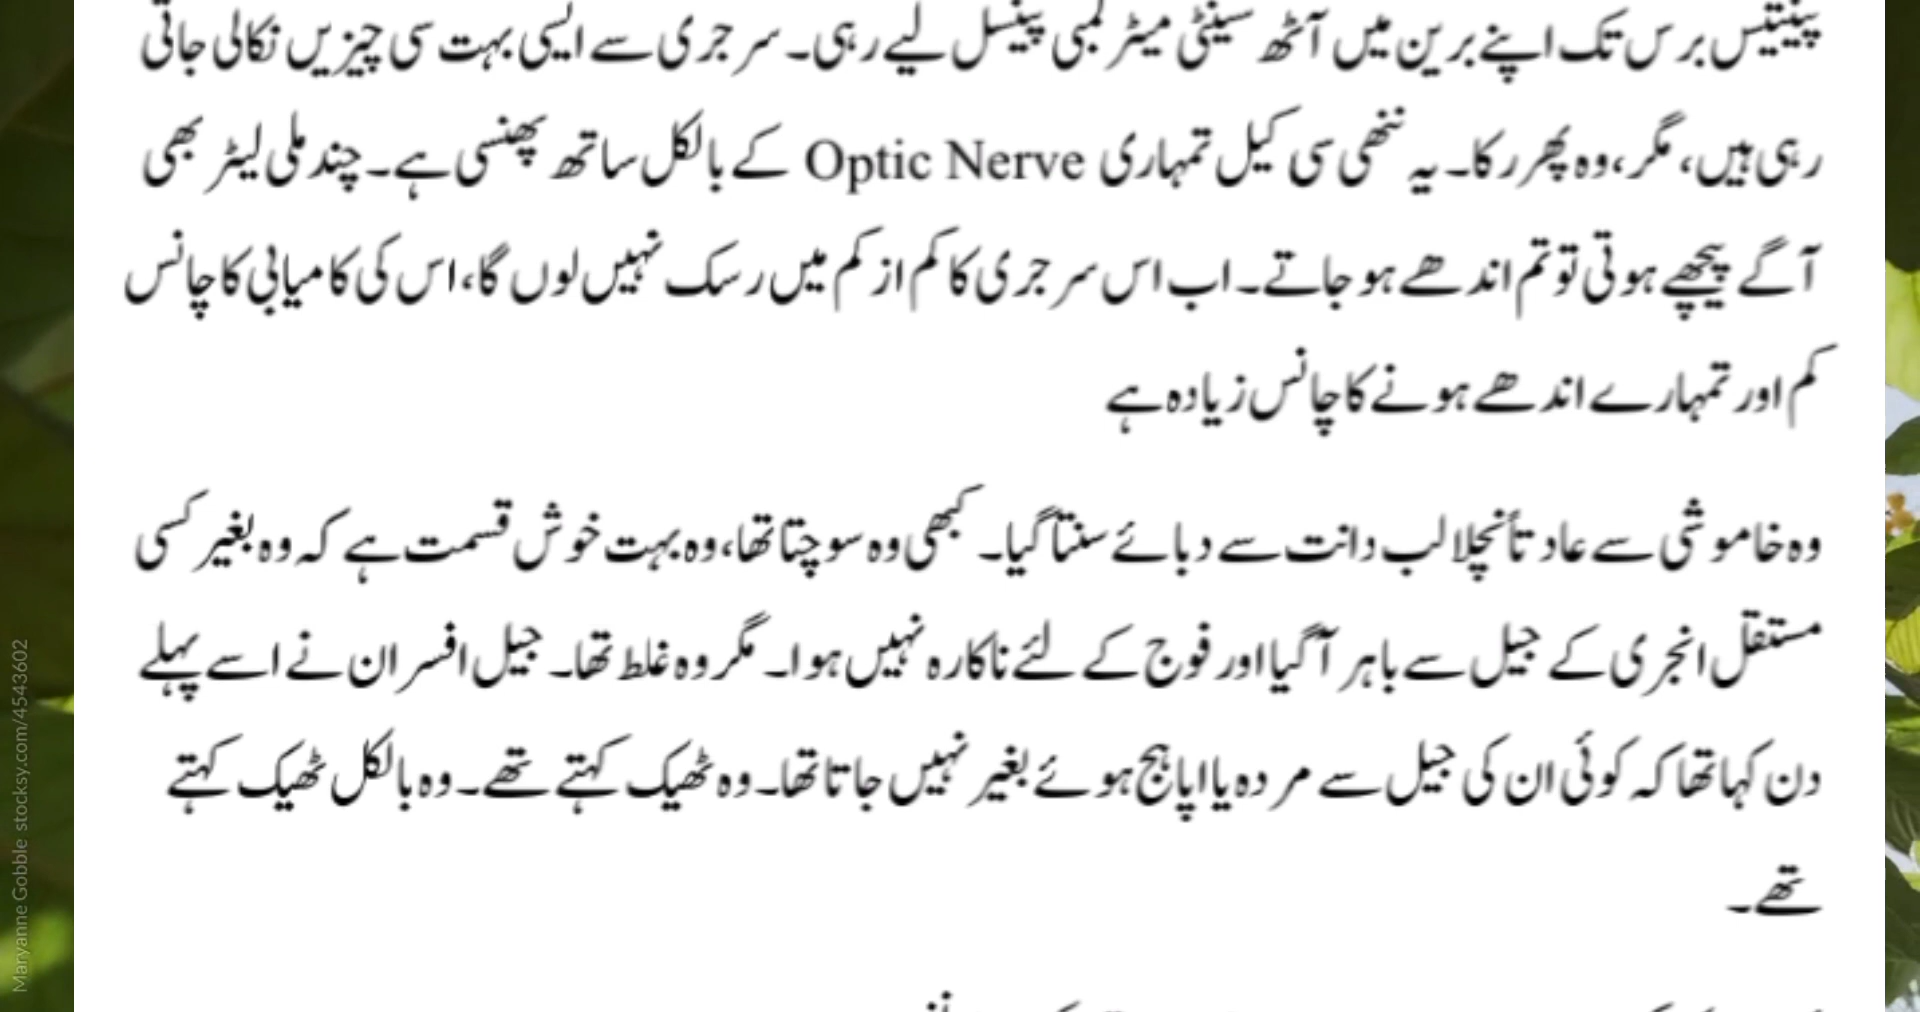 پینتیس برس تک اپنے برین میں آٹھ سینٹی میٹر لمبی پینسل لیے رہی۔ سرجری سے ایسی بہت سی چیزیں نکالی جاتی
رہی ہیں، مگر، وہ پھر رکا۔ یہ ننھی سی کیل تمہاری Optic Nerve کے بالکل ساتھ پھنسی ہے۔ چند ملی لیٹر بھی
آگے پیچھے ہوتی تو تم اندھے ہو جاتے۔ اب اس سرجری کا کم از کم میں رسک نہیں لوں گا، اس کی کامیابی کا چانس
کم اور تمہارے اندھے ہونے کا چانس زیادہ ہے
وہ خاموشی سے عادتاً نچلا لب دانت سے دبائے سنتا گیا۔ کبھی وہ سوچتا تھا، وہ بہت خوش قسمت ہے کہ وہ بغیر کسی
مستقل انجری کے جیل سے باہر آ گیا اور فوج کے لئے ناکارہ نہیں ہوا۔ مگر وہ غلط تھا۔ جیل افسران نے اسے پہلے
دن کہا تھا کہ کوئی ان کی جیل سے مردہ یا اپاہج ہوئے بغیر نہیں جاتا تھا۔ وہ ٹھیک کہتے تھے۔ وہ بالکل ٹھیک کہتے
تھے۔
Maryanne Gobble stocksy.com/4543602